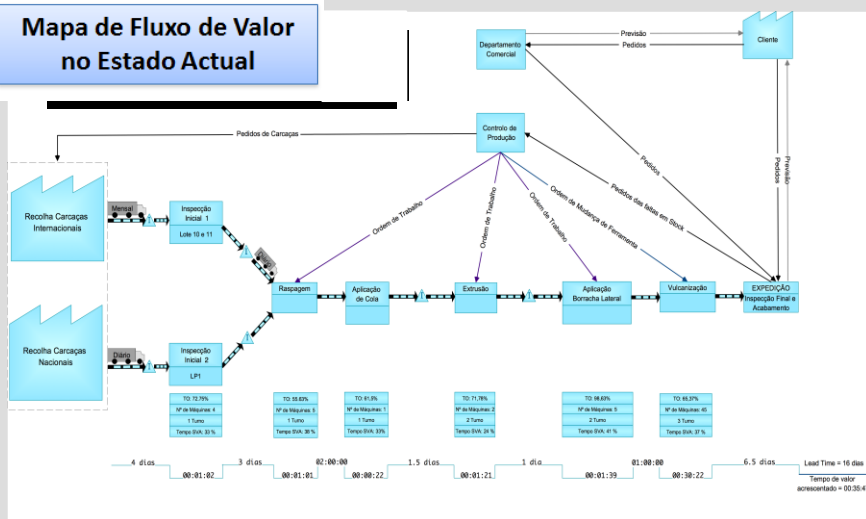 Mapa de Fluxo de Valor
no Estado Actual
Departamento
Comercial
Previsão
Pedidos
Cliente
Controlo de
Produção
Pedidos de Carcaças
Pedidos
Pedidos
Previsão
Recolha Carcaças
Internacionais
Mensal
Inspecção
Inicial 1
Lote 10 e 11
Ordem de Trabalho
Ordem de Trabalho
Ordem de Trabalho
Ordem de Mudança de Ferramenta
Pedidos das faltas em Stock
Raspagem
Aplicação
de Cola
Extrusão
Aplicação
Borracha Lateral
Vulcanização
EXPEDIÇÃO
Inspecção Final e
Acabamento
Recolha Carcaças
Nacionais
Diário
Inspecção
Inicial 2
LP1
TO: 72,75%
Nº de Máquinas: 4
1 Turno
Tempo SVA: 33 %
TO: 55,63%
Nº de Máquinas: 5
1 Turno
Tempo SVA: 38 %
TO: 61,5%
Nº de Máquinas: 1
1 Turno
Tempo SVA: 33%
TO: 71,76%
Nº de Máquinas: 2
2 Turno
Tempo SVA: 24 %
TO: 98,63%
Nº de Máquinas: 5
2 Turno
Tempo SVA: 41 %
TO: 65,37%
Nº de Máquinas: 45
3 Turno
Tempo SVA: 37 %
4 dias
3 dias
02:00:00
1.5 dias
1 dia
01:00:00
6.5 dias
Lead Time = 16 dias
00:01:02
00:01:01
00:00:22
00:01:21
00:01:39
00:30:22
Tempo de valor
acrescentado =